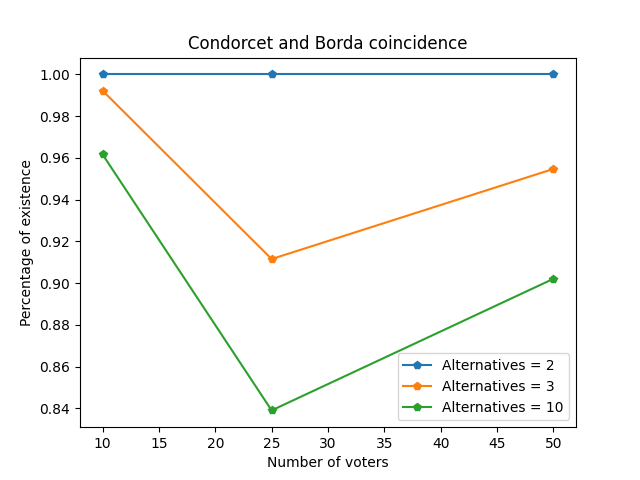 Condorcet and Borda coincidence
Percentage of existence
1.00
0.98
0.96
0.94
0.92
0.90
0.88
0.86
0.84
Alternatives = 2
Alternatives = 3
Alternatives = 10
10 15 20 25 30 35 40 45 50
Number of voters